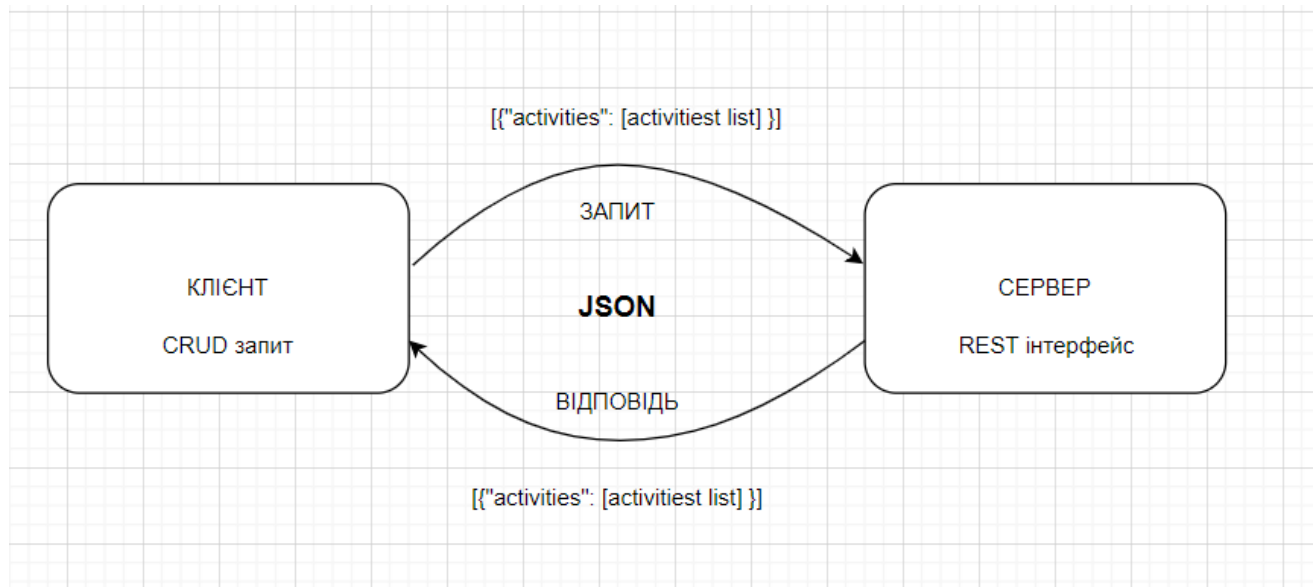 [{"activities": [activitiest list] }]
ЗАПИТ
КЛІЄНТ
CRUD запит
JSON
СЕРВЕР
REST інтерфейс
ВІДПОВІДЬ
[{"activities": [activitiest list] }]